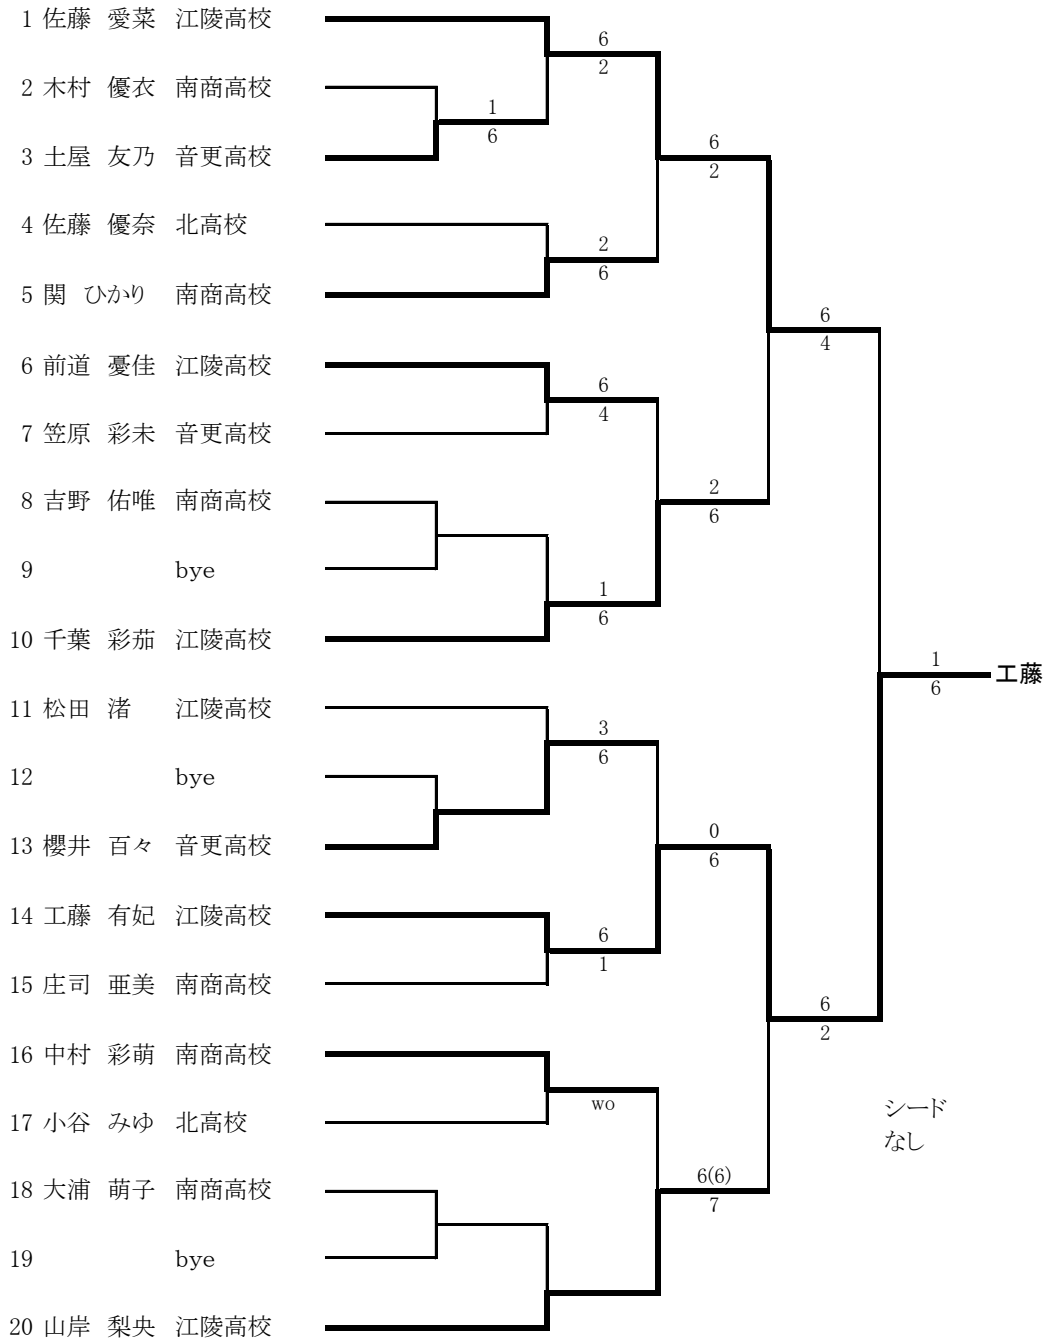 1 佐藤 愛菜 江陵高校
6
2
2 木村 優衣 南商高校
1
6
3 土屋 友乃 音更高校
6
2
4 佐藤 優奈 北高校
2
6
5 関 ひかり 南商高校
6
4
6 前道 憂佳 江陵高校
6
4
7 笠原 彩未 音更高校
8 吉野 佑唯 南商高校
2
6
9 bye
1
6
10 千葉 彩茄 江陵高校
1
6
工藤
11 松田 渚 江陵高校
3
6
12 bye
13 櫻井 百々 音更高校
0
6
14 工藤 有妃 江陵高校
6
1
15 庄司 亜美 南商高校
6
2
16 中村 彩萌 南商高校
wo
17 小谷 みゆ 北高校
シード
なし
18 大浦 萌子 南商高校
6(6)
7
19 bye
20 山岸 梨央 江陵高校